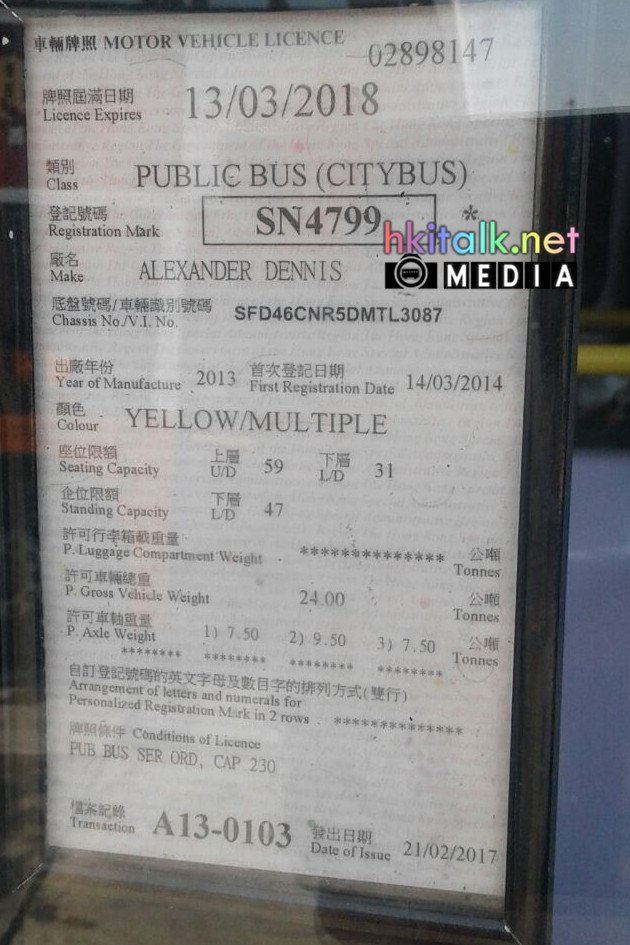 車輛牌照 MOTOR VEHICLE LICENCE 02898147
牌照屆滿日期
Licence Expires 13/03/2018
類別
Class PUBLIC BUS (CITYBUS)
登記號碼
Registration Mark SN4799 *
hkitalk.net
MEDIA
廠名
Make ALEXANDER DENNIS
底盤號碼/車輛識別號碼
Chassis No./V.I. No. SFD46CNR5DMTL3087
出廠年份 首次登記日期
Year of Manufacture 2013 First Registration Date 14/03/2014
顏色
Colour YELLOW/MULTIPLE
座位限額 上層 下層
Seating Capacity U/D 59 L/D 31
企位限額 下層
Standing Capacity L/D 47
許可行李箱載重量 公噸
P. Luggage Compartment Weight ************** Tonnes
許可車輛總重 公噸
P. Gross Vehicle Weight 24.00 Tonnes
許可車軸重量 公噸
P. Axle Weight 1) 7.50 2) 9.50 3) 7.50 Tonnes
******** ******** ******** ********
自訂登記號碼的英文字母及數目字的排列方式(雙行)
Arrangement of letters and numerals for
Personalized Registration Mark in 2 rows . **************
牌照條件 Conditions of Licence
PUB BUS SER ORD, CAP 230
檔案記錄 發出日期
Transaction A13-0103 Date of Issue 21/02/2017